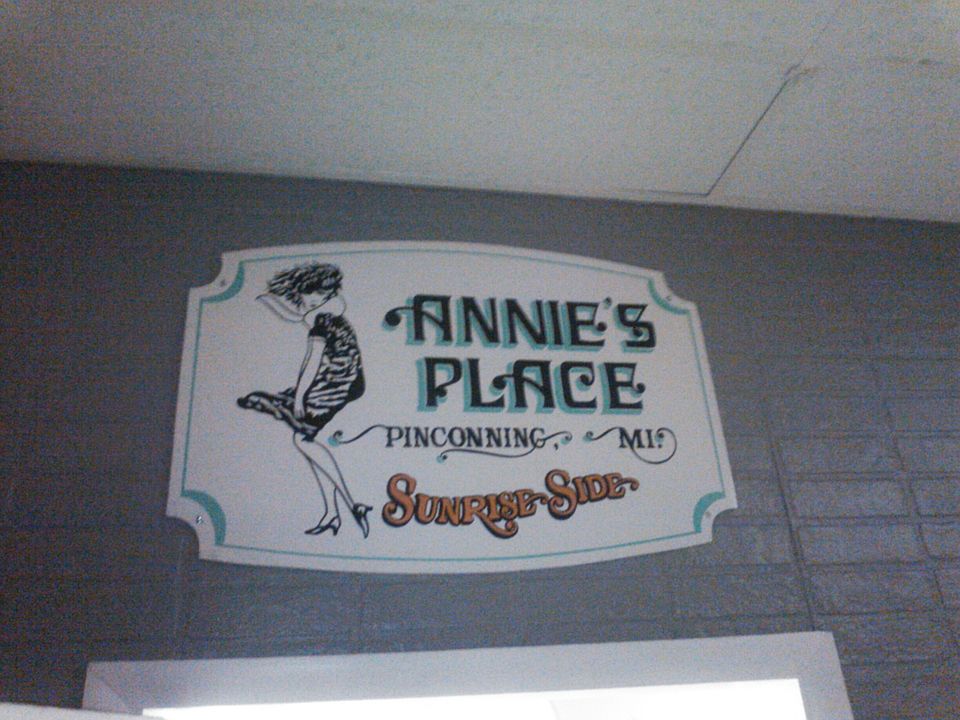 ANNIE'S
PLACE
PINCONNING, MI.
SUNRISE SIDE